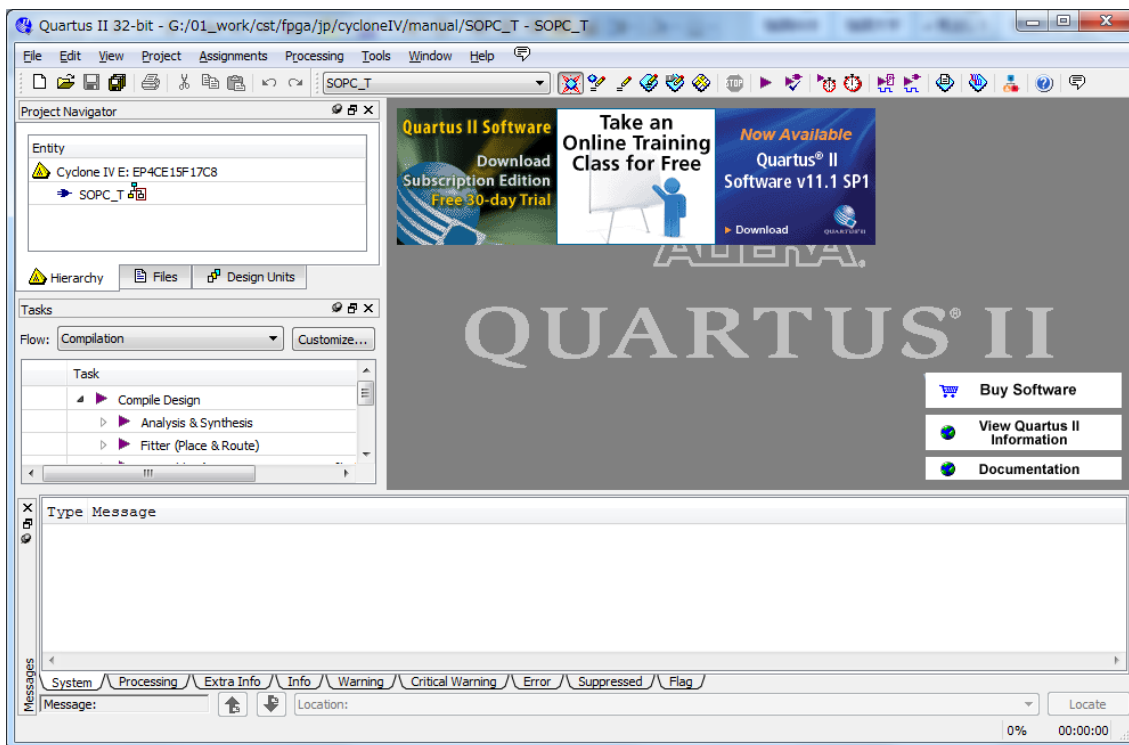 Quartus II 32-bit - G:/01_work/cst/fpga/jp/cycloneIV/manual/SOPC_T - SOPC_T
File Edit View Project Assignments Processing Tools Window Help
SOPC_T
STOP
Project Navigator
Entity
Cyclone IV E: EP4CE15F17C8
SOPC_T
Hierarchy Files Design Units
Tasks
Flow: Compilation Customize...
Task
Compile Design
Analysis & Synthesis
Fitter (Place & Route)
Quartus II Software
Download
Subscription Edition
Free 30-day Trial
Take an
Online Training
Class for Free
Now Available
Quartus® II
Software v11.1 SP1
Download
QUARTUS II
ALTERA.
QUARTUS® II
Buy Software
View Quartus II
Information
Documentation
Type Message
Messages
System Processing Extra Info Info Warning Critical Warning Error Suppressed Flag
Message: Location: Locate
0% 00:00:00